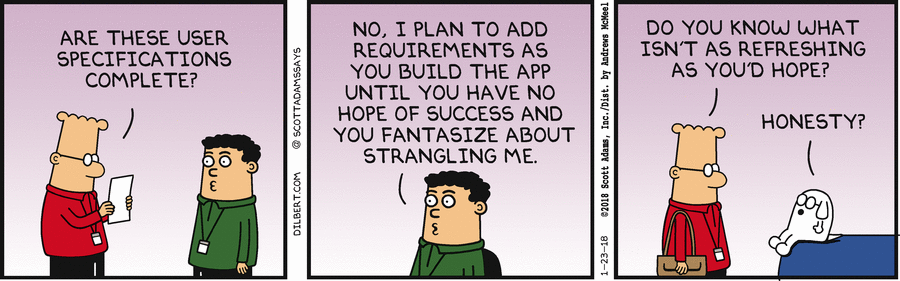 ARE THESE USER
SPECIFICATIONS
COMPLETE?
DILBERT.COM @ SCOTTADAMSSAYS
NO, I PLAN TO ADD
REQUIREMENTS AS
YOU BUILD THE APP
UNTIL YOU HAVE NO
HOPE OF SUCCESS AND
YOU FANTASIZE ABOUT
STRANGLING ME.
1-23-18 ©2018 Scott Adams, Inc./Dist. by Andrews McMeel
DO YOU KNOW WHAT
ISN'T AS REFRESHING
AS YOU'D HOPE?
HONESTY?